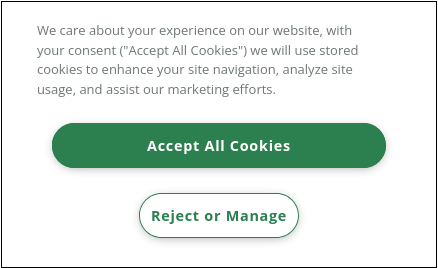 We care about your experience on our website, with
your consent ("Accept All Cookies") we will use stored
cookies to enhance your site navigation, analyze site
usage, and assist our marketing efforts.
Accept All Cookies
Reject or Manage